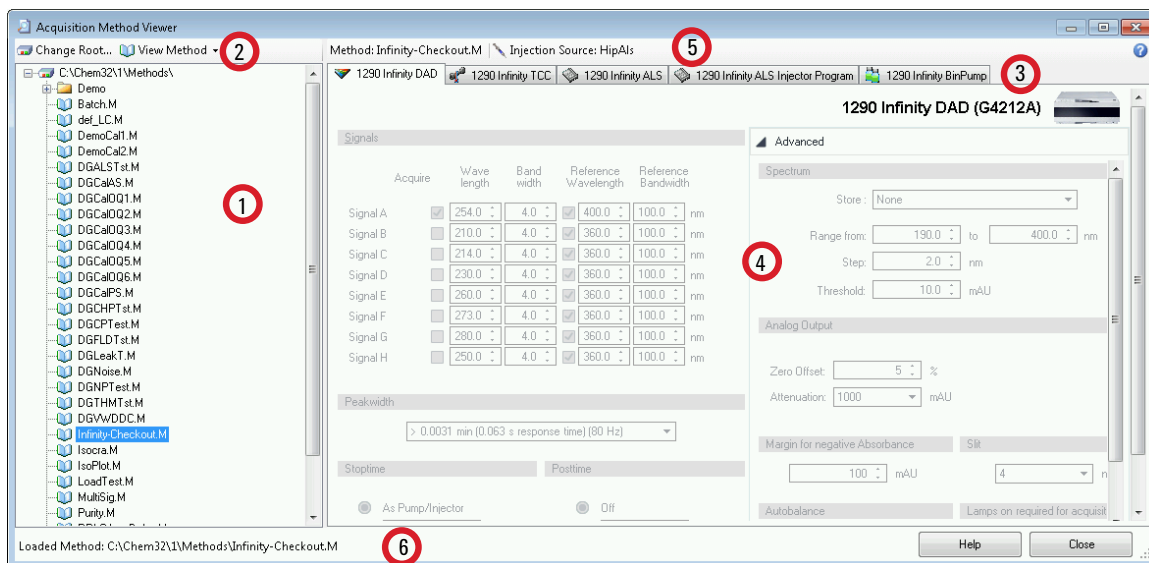 Acquisition Method Viewer
Change Root... View Method 2 Method: Infinity-Checkout.M Injection Source: HipAls 5
C:\Chem32\1\Methods\
Demo
Batch.M
def_LC.M
DemoCal1.M
DemoCal2.M
DGALSTst.M
DGCalAS.M
DGCalOQ1.M
DGCalOQ2.M
DGCalOQ3.M
DGCalOQ4.M
DGCalOQ5.M
DGCalOQ6.M
DGCalPS.M
DGCHPTst.M
DGCPTest.M
DGFLDTst.M
DGLeakT.M
DGNoise.M
DGNPTest.M
DGTHMTst.M
DGVWDDC.M
Infinity-Checkout.M
Isocra.M
IsoPlot.M
LoadTest.M
MultiSig.M
Purity.M
1
1290 Infinity DAD 1290 Infinity TCC 1290 Infinity ALS 1290 Infinity ALS Injector Program 1290 Infinity BinPump 3
1290 Infinity DAD (G4212A)
Signals
Acquire Wave length Band width Reference Wavelength Reference Bandwidth
Signal A 254.0 4.0 400.0 100.0 nm
Signal B 210.0 4.0 360.0 100.0 nm
Signal C 214.0 4.0 360.0 100.0 nm
Signal D 230.0 4.0 360.0 100.0 nm
Signal E 260.0 4.0 360.0 100.0 nm
Signal F 273.0 4.0 360.0 100.0 nm
Signal G 280.0 4.0 360.0 100.0 nm
Signal H 250.0 4.0 360.0 100.0 nm
Peakwidth
> 0.0031 min (0.063 s response time) (80 Hz)
Stoptime Posttime
As Pump/Injector Off
Advanced
Spectrum
Store : None
Range from: 190.0 to 400.0 nm
Step: 2.0 nm
4
Threshold: 10.0 mAU
Analog Output
Zero Offset: 5 %
Attenuation: 1000 mAU
Margin for negative Absorbance Slit
100 mAU 4 n
Autobalance Lamps on required for acquisit
Loaded Method: C:\Chem32\1\Methods\Infinity-Checkout.M 6 Help Close